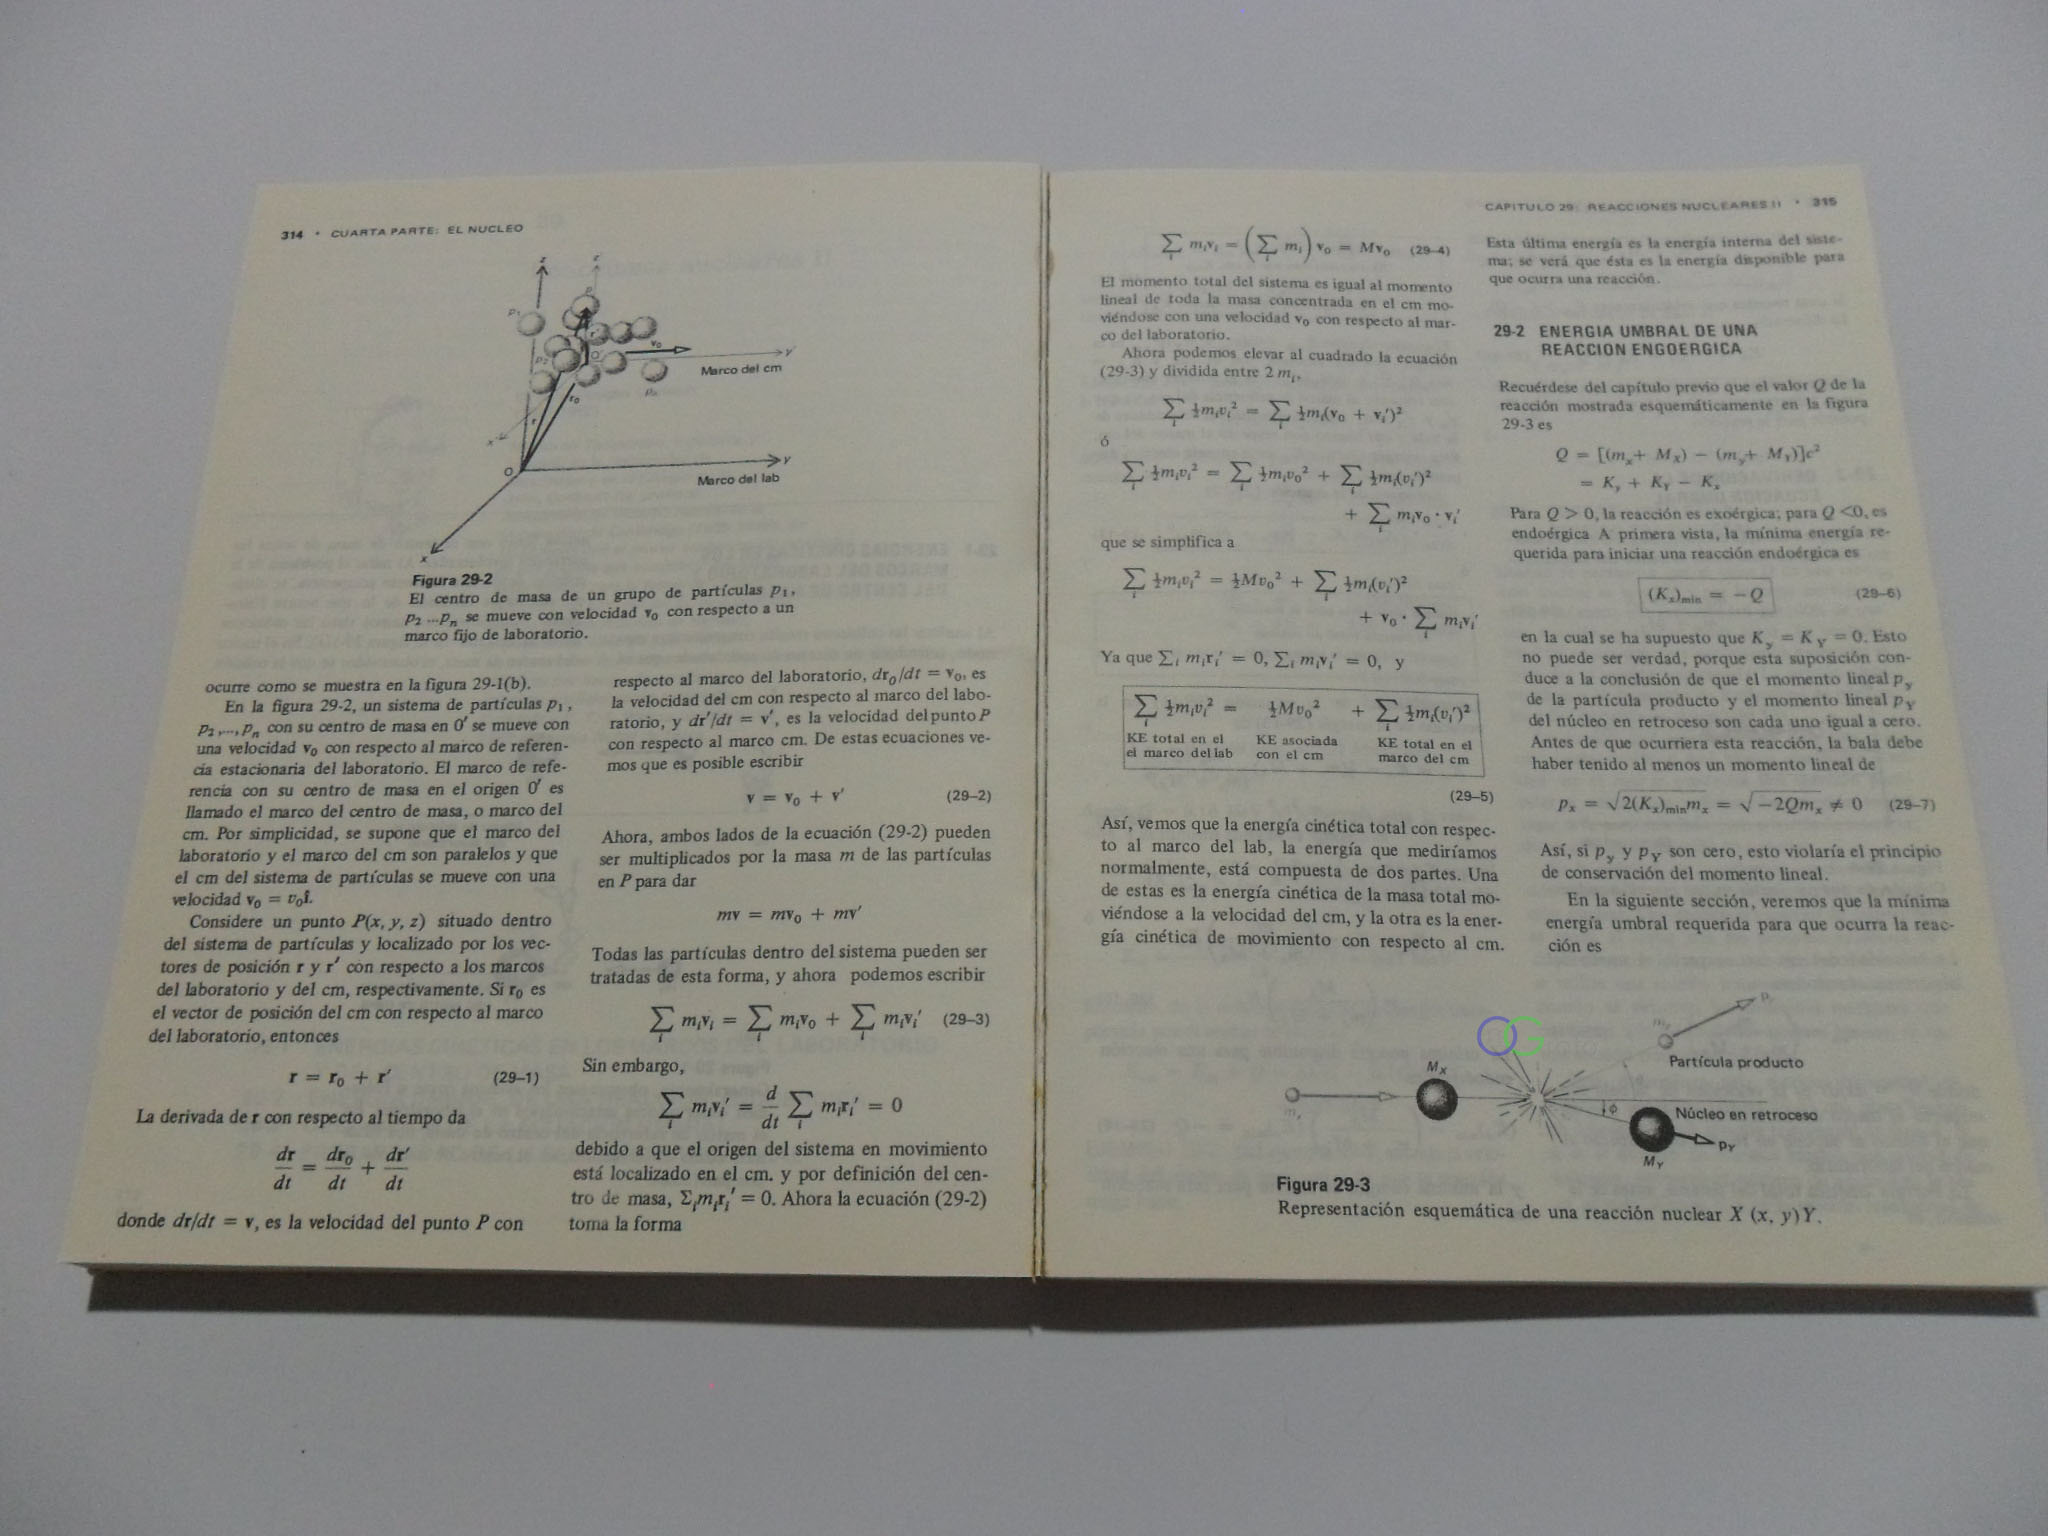 314 • CUARTA PARTE: EL NUCLEO
z
z'
p
p₁
p₂
r'
O'
v₀
y'
Marco del cm
pₙ
r₀
r
x'
O
y
Marco del lab
x
Figura 29-2
El centro de masa de un grupo de partículas p₁,
p₂ ...pₙ se mueve con velocidad v₀ con respecto a un
marco fijo de laboratorio.
ocurre como se muestra en la figura 29-1(b).
En la figura 29-2, un sistema de partículas p₁,
p₂,..., pₙ con su centro de masa en 0′ se mueve con
una velocidad v₀ con respecto al marco de referen-
cia estacionaria del laboratorio. El marco de refe-
rencia con su centro de masa en el origen 0′ es
llamado el marco del centro de masa, o marco del
cm. Por simplicidad, se supone que el marco del
laboratorio y el marco del cm son paralelos y que
el cm del sistema de partículas se mueve con una
velocidad v₀ = v₀î.
Considere un punto P(x, y, z) situado dentro
del sistema de partículas y localizado por los vec-
tores de posición r y r′ con respecto a los marcos
del laboratorio y del cm, respectivamente. Si r₀ es
el vector de posición del cm con respecto al marco
del laboratorio, entonces
r = r₀ + r′ (29–1)
La derivada de r con respecto al tiempo da
dr/dt = dr₀/dt + dr′/dt
donde dr/dt = v, es la velocidad del punto P con
respecto al marco del laboratorio, dr₀/dt = v₀, es
la velocidad del cm con respecto al marco del labo-
ratorio, y dr′/dt = v′, es la velocidad del punto P
con respecto al marco cm. De estas ecuaciones ve-
mos que es posible escribir
v = v₀ + v′ (29–2)
Ahora, ambos lados de la ecuación (29-2) pueden
ser multiplicados por la masa m de las partículas
en P para dar
mv = mv₀ + mv′
Todas las partículas dentro del sistema pueden ser
tratadas de esta forma, y ahora podemos escribir
∑ᵢ mᵢvᵢ = ∑ᵢ mᵢv₀ + ∑ᵢ mᵢvᵢ′ (29–3)
Sin embargo,
∑ᵢ mᵢvᵢ′ = d/dt ∑ᵢ mᵢrᵢ′ = 0
debido a que el origen del sistema en movimiento
está localizado en el cm. y por definición del cen-
tro de masa, Σᵢmᵢrᵢ′ = 0. Ahora la ecuación (29-2)
toma la forma
CAPITULO 29: REACCIONES NUCLEARES II • 315
∑ᵢ mᵢvᵢ = (∑ᵢ mᵢ) v₀ = Mv₀ (29–4)
El momento total del sistema es igual al momento
lineal de toda la masa concentrada en el cm mo-
viéndose con una velocidad v₀ con respecto al mar-
co del laboratorio.
Ahora podemos elevar al cuadrado la ecuación
(29-3) y dividida entre 2 mᵢ,
∑ᵢ ½mᵢvᵢ² = ∑ᵢ ½mᵢ(v₀ + vᵢ′)²
ó
∑ᵢ ½mᵢvᵢ² = ∑ᵢ ½mᵢv₀² + ∑ᵢ ½mᵢ(vᵢ′)²
+ ∑ᵢ mᵢv₀ · vᵢ′
que se simplifica a
∑ᵢ ½mᵢvᵢ² = ½Mv₀² + ∑ᵢ ½mᵢ(vᵢ′)²
+ v₀ · ∑ᵢ mᵢvᵢ′
Ya que Σᵢ mᵢrᵢ′ = 0, Σᵢ mᵢvᵢ′ = 0, y
∑ᵢ ½mᵢvᵢ² = ½Mv₀² + ∑ᵢ ½mᵢ(vᵢ′)²
KE total en el KE asociada KE total en el
el marco del lab con el cm marco del cm
(29–5)
Así, vemos que la energía cinética total con respec-
to al marco del lab, la energía que mediríamos
normalmente, está compuesta de dos partes. Una
de estas es la energía cinética de la masa total mo-
viéndose a la velocidad del cm, y la otra es la ener-
gía cinética de movimiento con respecto al cm.
Esta última energía es la energía interna del siste-
ma; se verá que ésta es la energía disponible para
que ocurra una reacción.
29-2 ENERGIA UMBRAL DE UNA
REACCION ENGOERGICA
Recuérdese del capítulo previo que el valor Q de la
reacción mostrada esquemáticamente en la figura
29-3 es
Q = [(mₓ + M_X) − (m_y + M_Y)]c²
= K_y + K_Y − Kₓ
Para Q > 0, la reacción es exoérgica; para Q <0, es
endoérgica. A primera vista, la mínima energía re-
querida para iniciar una reacción endoérgica es
(Kₓ)ₘᵢₙ = −Q (29–6)
en la cual se ha supuesto que K_y = K_Y = 0. Esto
no puede ser verdad, porque esta suposición con-
duce a la conclusión de que el momento lineal p_y
de la partícula producto y el momento lineal p_Y
del núcleo en retroceso son cada uno igual a cero.
Antes de que ocurriera esta reacción, la bala debe
haber tenido al menos un momento lineal de
pₓ = √2(Kₓ)ₘᵢₙmₓ = √−2Qmₓ ≠ 0 (29–7)
Así, si p_y y p_Y son cero, esto violaría el principio
de conservación del momento lineal.
En la siguiente sección, veremos que la mínima
energía umbral requerida para que ocurra la reac-
ción es
OG
mₓ
M_X
m_y
p_y
Partícula producto
ϕ
Núcleo en retroceso
M_Y
p_Y
Figura 29-3
Representación esquemática de una reacción nuclear X (x, y)Y.